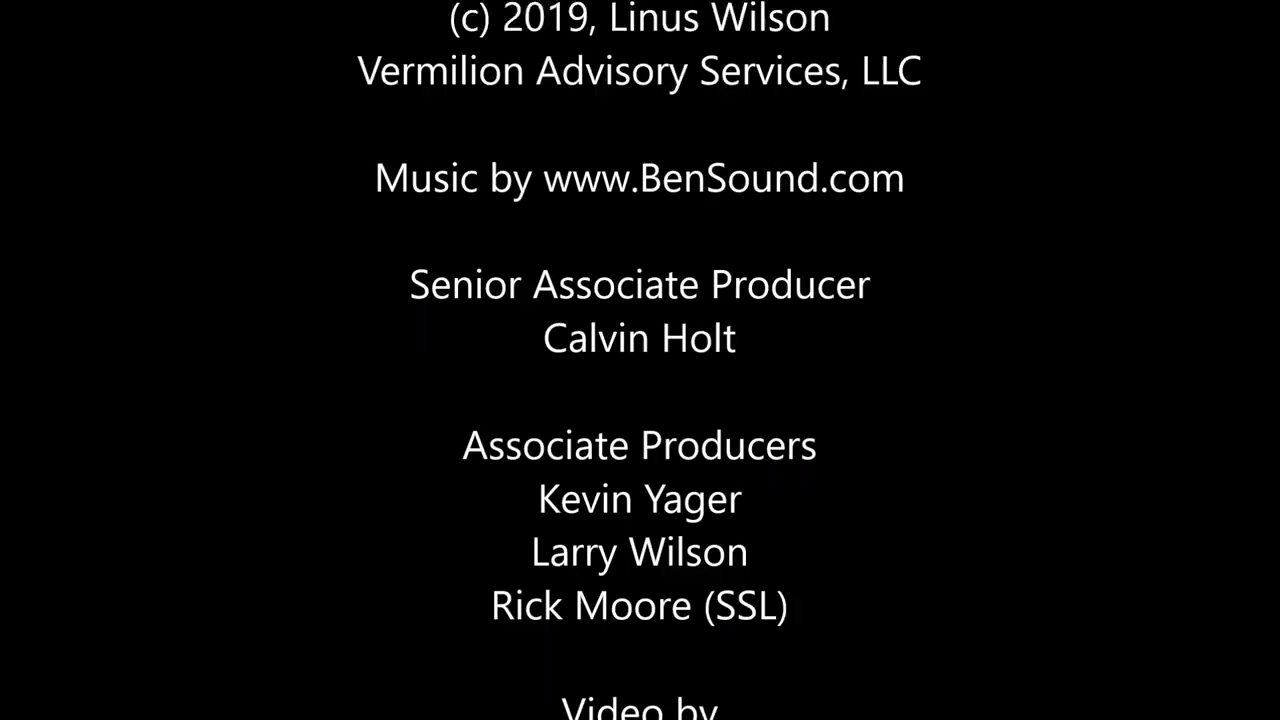 (c) 2019, Linus Wilson
Vermilion Advisory Services, LLC
Music by www.BenSound.com
Senior Associate Producer
Calvin Holt
Associate Producers
Kevin Yager
Larry Wilson
Rick Moore (SSL)
Video by